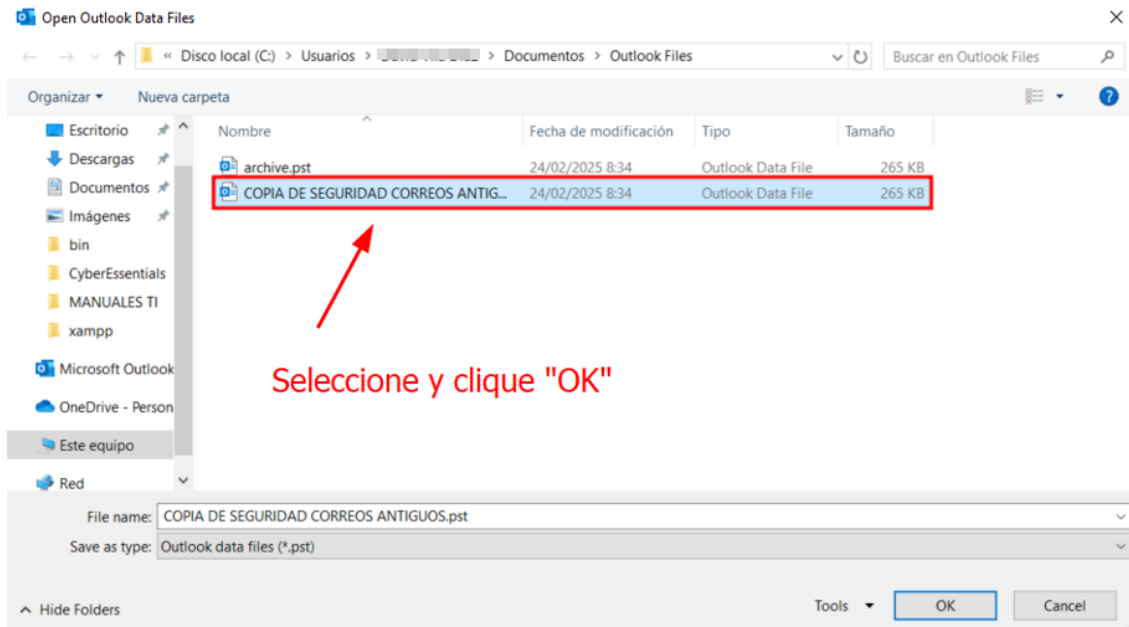 Open Outlook Data Files
« Disco local (C:) > Usuarios > > Documentos > Outlook Files
Buscar en Outlook Files
Organizar Nueva carpeta
Nombre Fecha de modificación Tipo Tamaño
Escritorio
Descargas
Documentos
Imágenes
bin
CyberEssentials
MANUALES TI
xampp
Microsoft Outlook
OneDrive - Person
Este equipo
Red
archive.pst 24/02/2025 8:34 Outlook Data File 265 KB
COPIA DE SEGURIDAD CORREOS ANTIG... 24/02/2025 8:34 Outlook Data File 265 KB
Seleccione y clique "OK"
File name: COPIA DE SEGURIDAD CORREOS ANTIGUOS.pst
Save as type: Outlook data files (*.pst)
Hide Folders
Tools OK Cancel